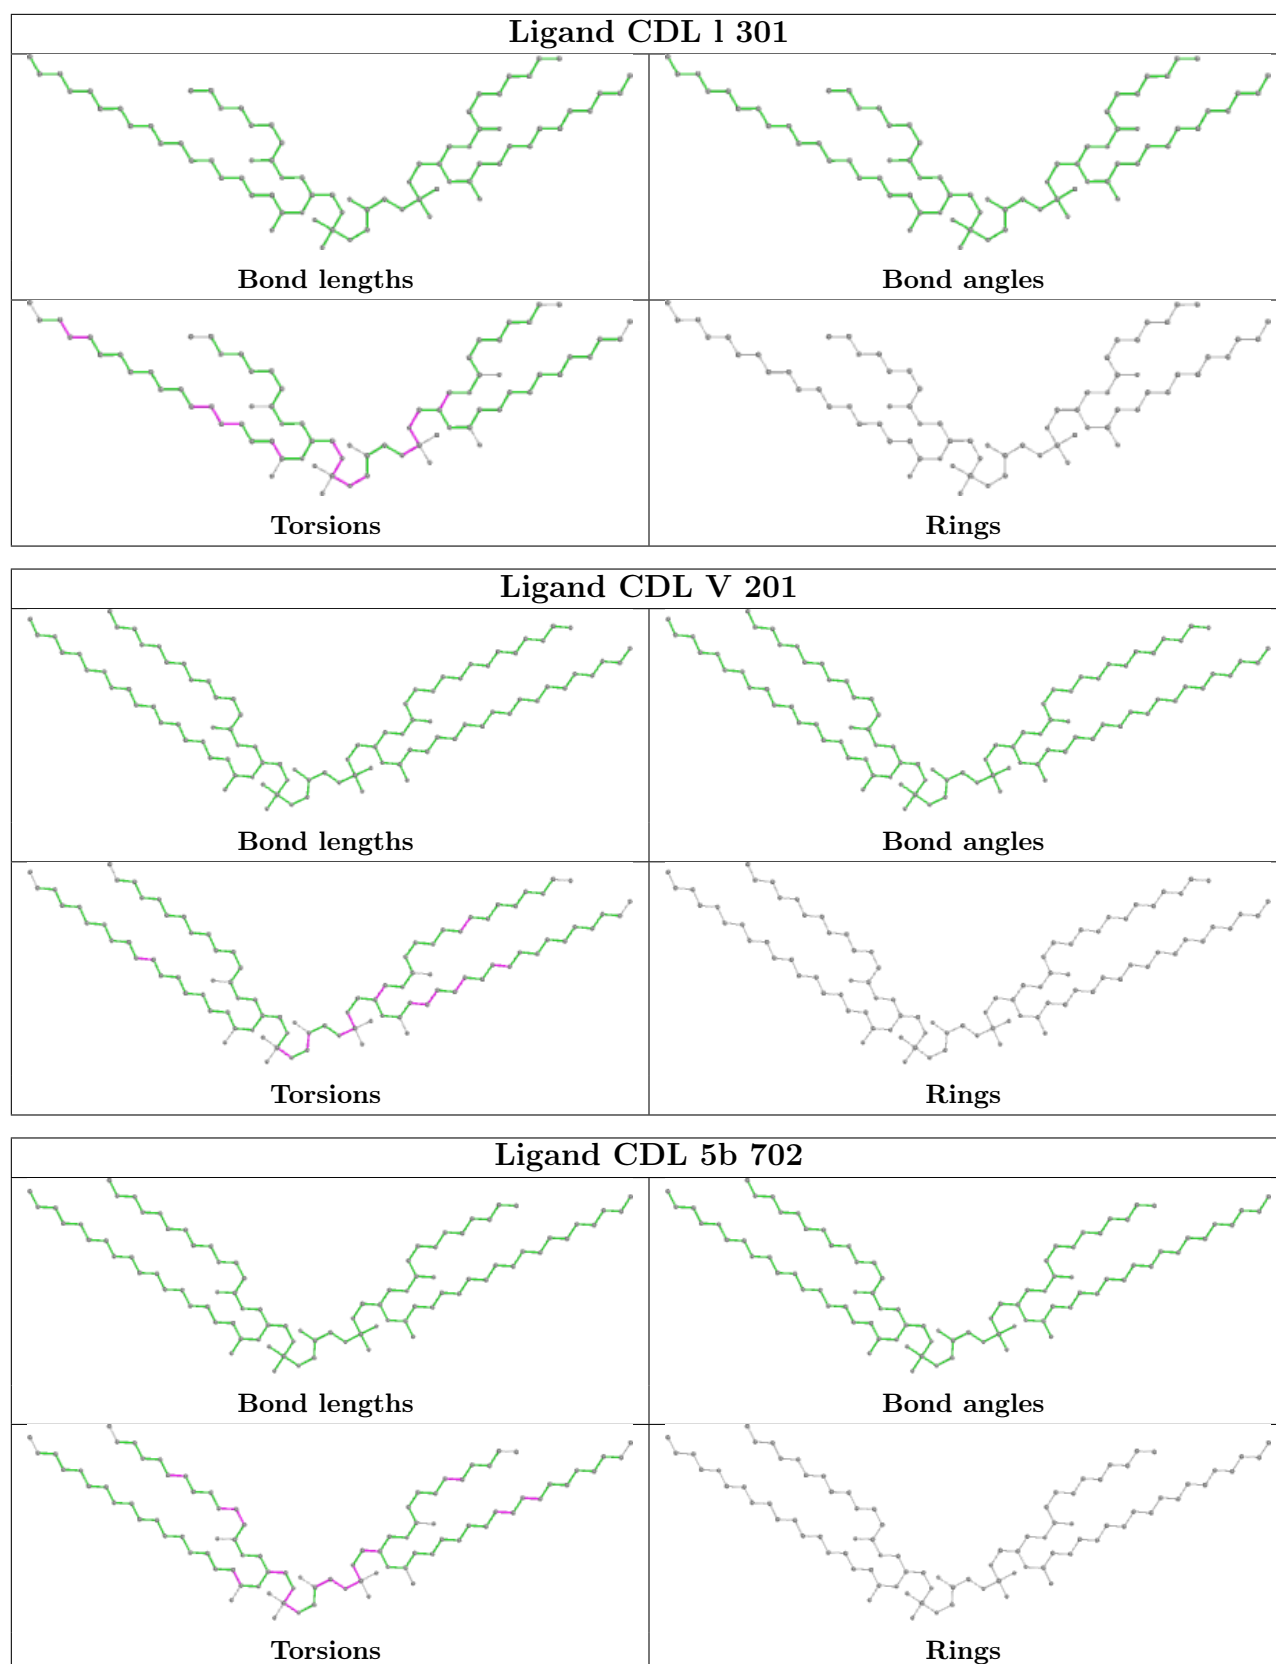 Ligand CDL l 301
Bond lengths
Bond angles
Torsions
Rings
Ligand CDL V 201
Bond lengths
Bond angles
Torsions
Rings
Ligand CDL 5b 702
Bond lengths
Bond angles
Torsions
Rings